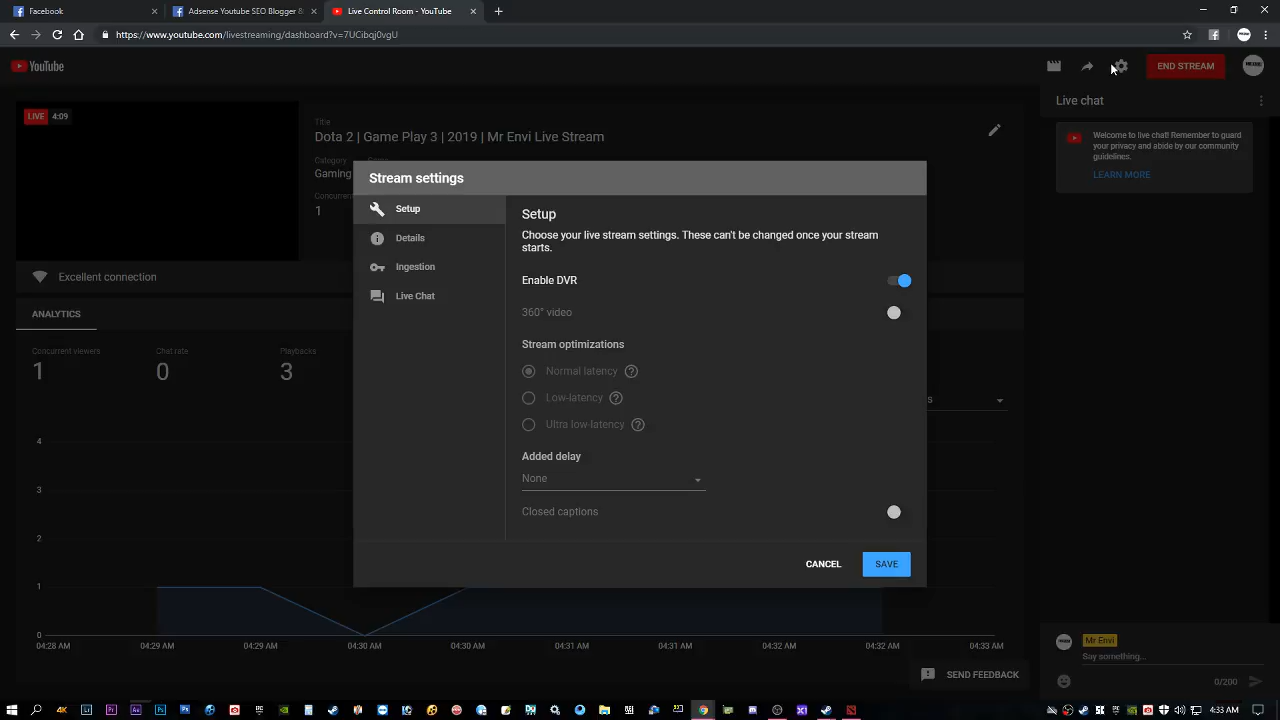 Facebook
Adsense Youtube SEO Blogger &
Live Control Room - YouTube
https://www.youtube.com/livestreaming/dashboard?v=7UCibqj0vgU
YouTube
END STREAM
LIVE 4:09
Title
Dota 2 | Game Play 3 | 2019 | Mr Envi Live Stream
Category
Gaming
Concurrent
1
Excellent connection
ANALYTICS
Concurrent viewers
1
Chat rate
0
Playbacks
3
Stream settings
Setup
Details
Ingestion
Live Chat
Setup
Choose your live stream settings. These can't be changed once your stream
starts.
Enable DVR
360° video
Stream optimizations
Normal latency
Low-latency
Ultra low-latency
Added delay
None
Closed captions
CANCEL
SAVE
s
4
3
2
1
0
04:28 AM 04:29 AM 04:29 AM 04:30 AM 04:30 AM 04:31 AM 04:31 AM 04:32 AM 04:32 AM 04:33 AM
SEND FEEDBACK
Live chat
Welcome to live chat! Remember to guard
your privacy and abide by our community
guidelines.
LEARN MORE
Mr Envi
Say something...
0/200
4:33 AM